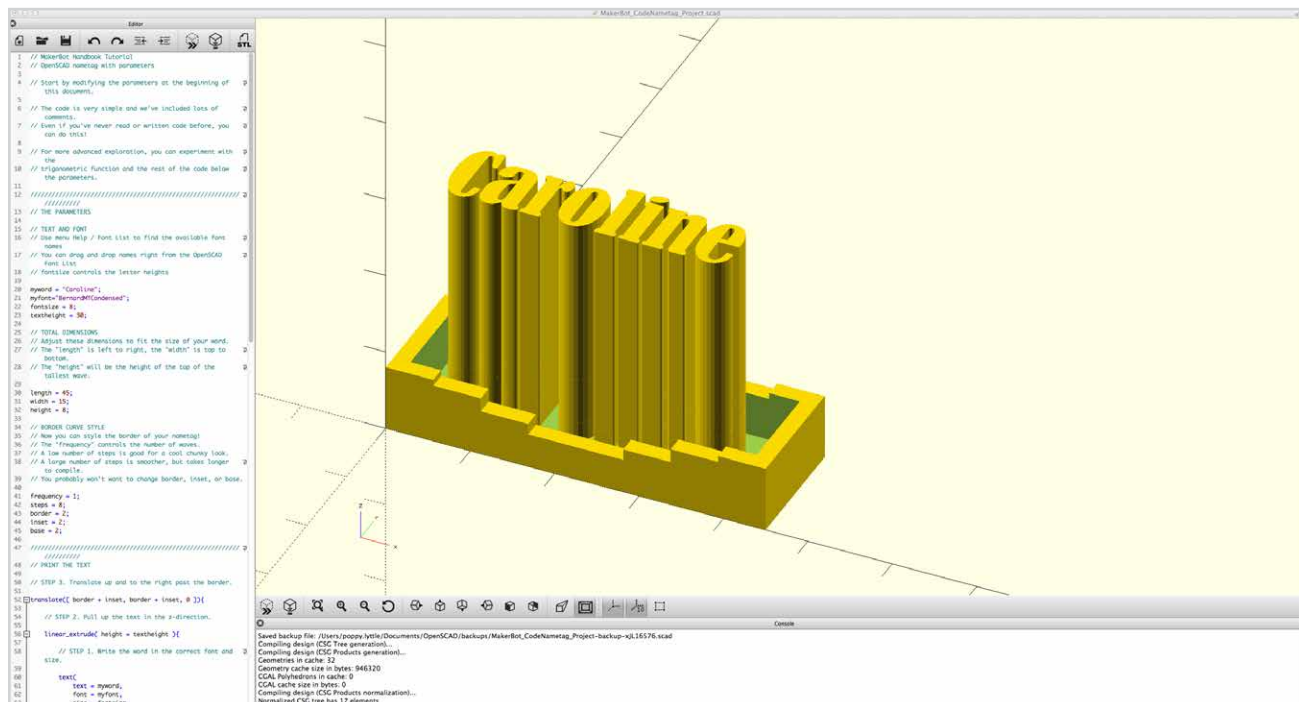 MakerBot_CodeNametag_Project.scad
Editor
STL
1 // MakerBot Handbook Tutorial
2 // OpenSCAD nametag with parameters
3
4 // Start by modifying the parameters at the beginning of
this document.
5
6 // The code is very simple and we've included lots of
comments.
7 // Even if you've never read or written code before, you
can do this!
8
9 // For more advanced exploration, you can experiment with
the
10 // trigonometric function and the rest of the code below
the parameters.
11
12 ////////////////////////////////////////////////////////////
//////////
13 // THE PARAMETERS
14
15 // TEXT AND FONT
16 // Use menu Help / Font List to find the available font
names
17 // You can drag and drop names right from the OpenSCAD
Font List
18 // fontsize controls the letter heights
19
20 myword = "Caroline";
21 myfont="BernardMTCondensed";
22 fontsize = 8;
23 textheight = 30;
24
25 // TOTAL DIMENSIONS
26 // Adjust these dimensions to fit the size of your word.
27 // The "length" is left to right, the "width" is top to
bottom.
28 // The "height" will be the height of the top of the
tallest wave.
29
30 length = 45;
31 width = 15;
32 height = 8;
33
34 // BORDER CURVE STYLE
35 // Now you can style the border of your nametag!
36 // The "frequency" controls the number of waves.
37 // A low number of steps is good for a cool chunky look.
38 // A large number of steps is smoother, but takes longer
to compile.
39 // You probably won't want to change border, inset, or base.
40
41 frequency = 1;
42 steps = 8;
43 border = 2;
44 inset = 2;
45 base = 2;
46
47 ////////////////////////////////////////////////////////////
//////////
48 // PRINT THE TEXT
49
50 // STEP 3. Translate up and to the right past the border.
51
52 translate([ border + inset, border + inset, 0 ]){
53
54 // STEP 2. Pull up the text in the z-direction.
55
56 linear_extrude( height = textheight ){
57
58 // STEP 1. Write the word in the correct font and
size.
59
60 text(
61 text = myword,
62 font = myfont,
Caroline
z
x
Console
Saved backup file: /Users/poppy.lyttle/Documents/OpenSCAD/backups/MakerBot_CodeNametag_Project-backup-xjL16576.scad
Compiling design (CSG Tree generation)...
Compiling design (CSG Products generation)...
Geometries in cache: 32
Geometry cache size in bytes: 946320
CGAL Polyhedrons in cache: 0
CGAL cache size in bytes: 0
Compiling design (CSG Products normalization)...
Normalized CSG tree has 17 elements